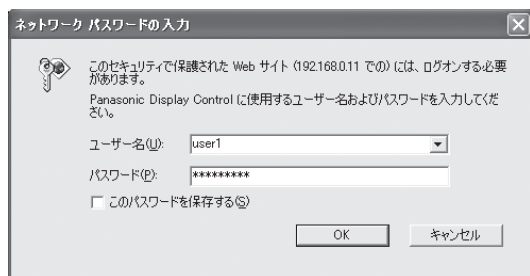 ネットワーク パスワードの入力
このセキュリティで保護された Web サイト (192.168.0.11 での) には、ログオンする必要
があります。
Panasonic Display Control に使用するユーザー名およびパスワードを入力してくだ
さい。
ユーザー名(U): user1
パスワード(P): *********
このパスワードを保存する(S)
OK キャンセル